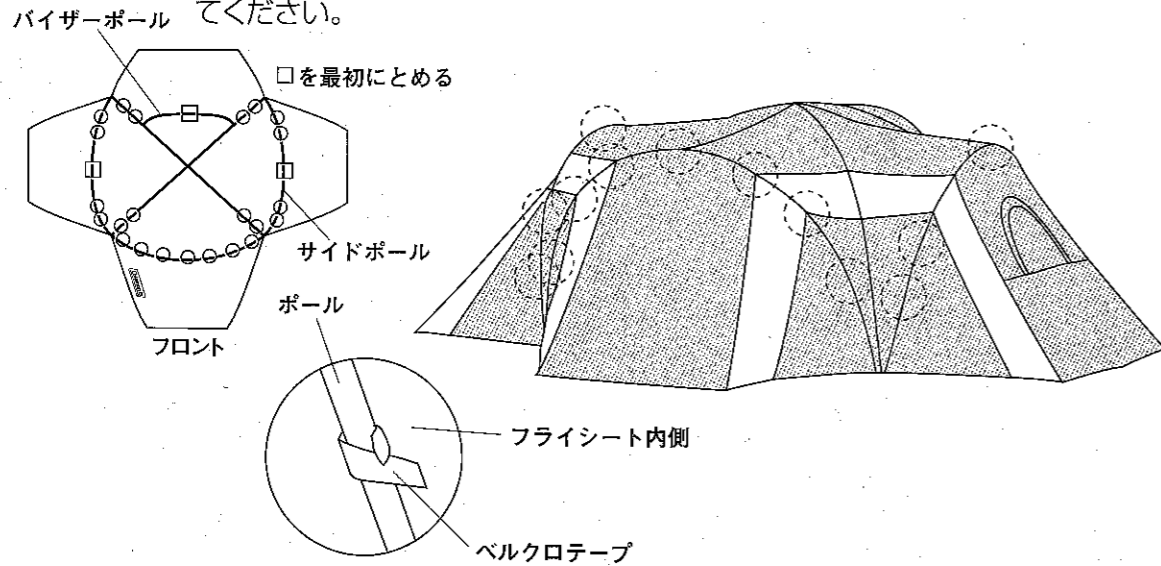 てください。
バイザーポール
□を最初にとめる
サイドポール
フロント
ポール
フライシート内側
ベルクロテープ